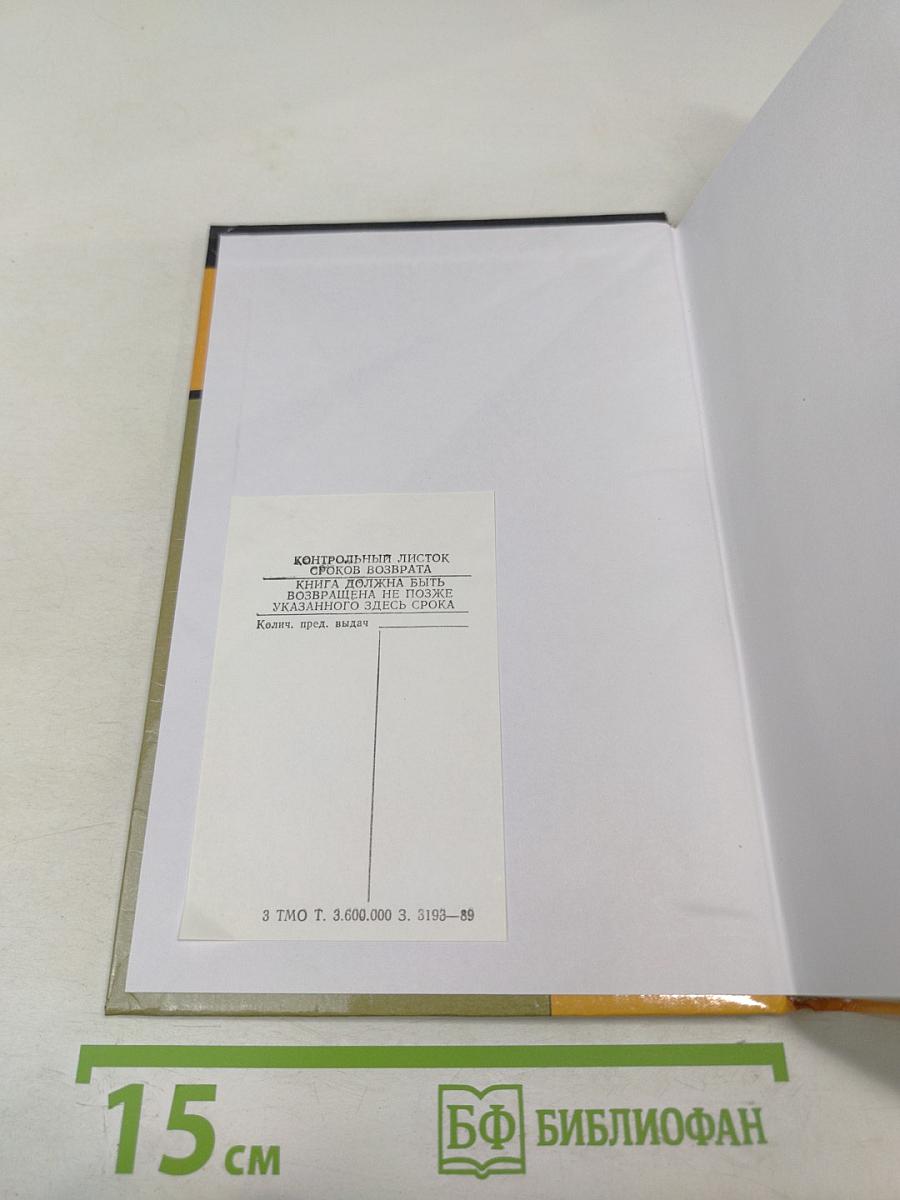 КОНТРОЛЬНЫЙ ЛИСТОК
СРОКОВ ВОЗВРАТА
КНИГА ДОЛЖНА БЫТЬ
ВОЗВРАЩЕНА НЕ ПОЗЖЕ
УКАЗАННОГО ЗДЕСЬ СРОКА
Колич. пред. выдач
3 ТМО Т. 3.600.000 З. 3193—89
15 см
БФ БИБЛИОФАН